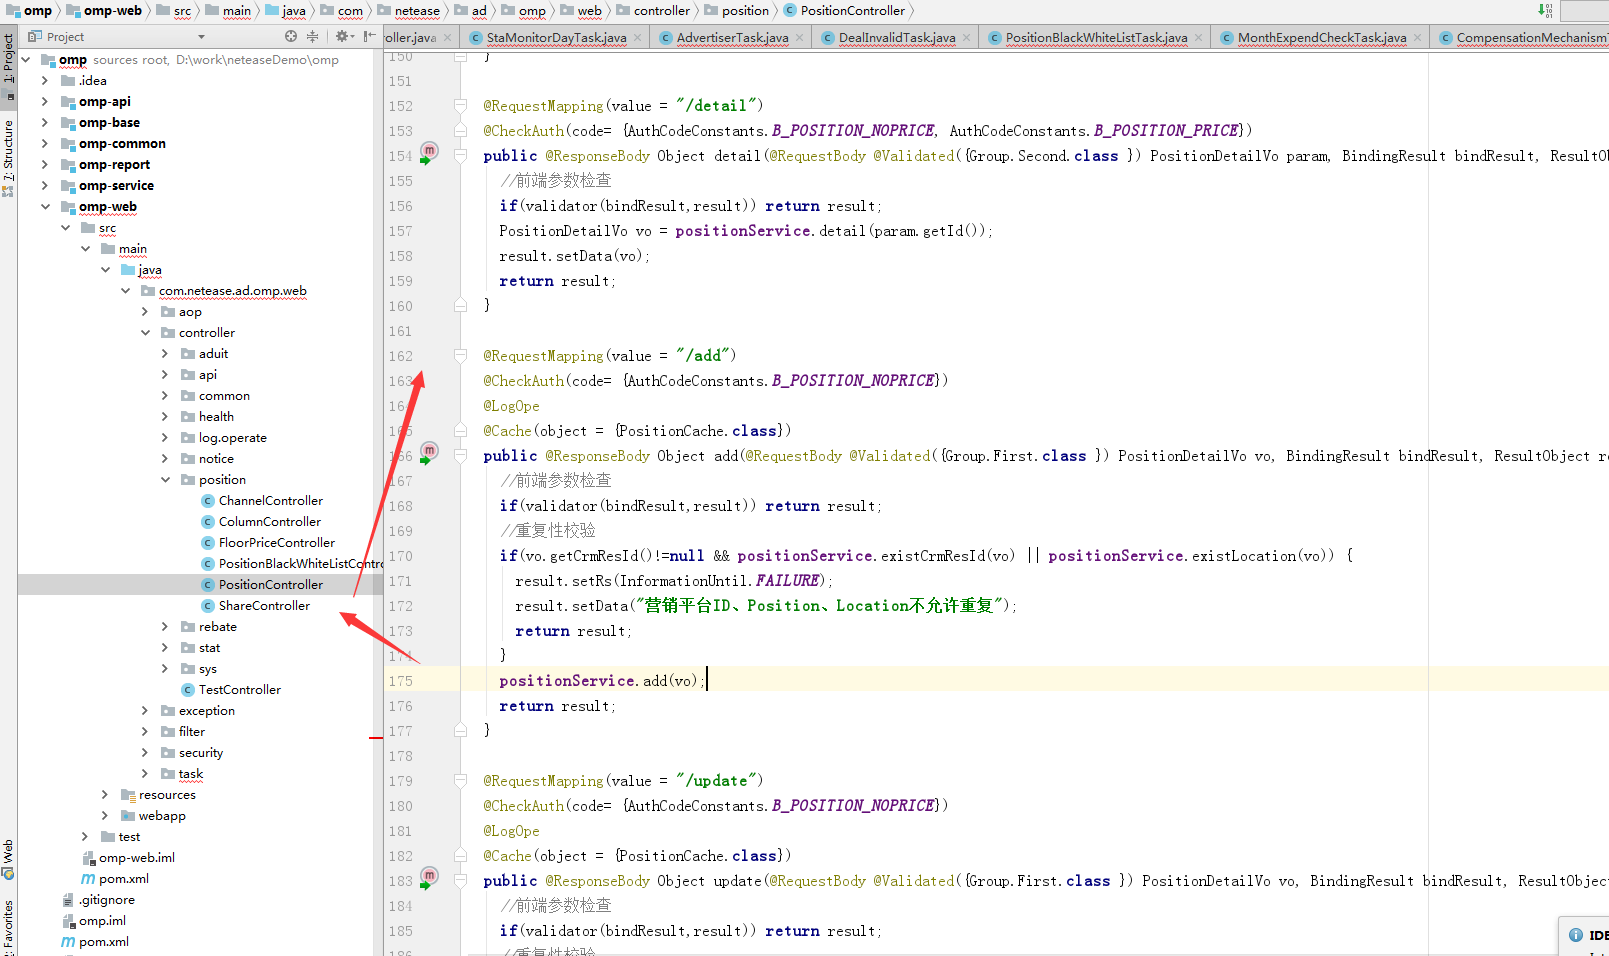 omp omp-web src main java com netease ad omp web controller position PositionController
1: Project
7: Structure
Web
Favorites
Project
oller.java StaMonitorDayTask.java AdvertiserTask.java DealInvalidTask.java PositionBlackWhiteListTask.java MonthExpendCheckTask.java CompensationMechanismT
omp sources root, D:\work\neteaseDemo\omp
.idea
omp-api
omp-base
omp-common
omp-report
omp-service
omp-web
src
main
java
com.netease.ad.omp.web
aop
controller
aduit
api
common
health
log.operate
notice
position
ChannelController
ColumnController
FloorPriceController
PositionBlackWhiteListContro
PositionController
ShareController
rebate
stat
sys
TestController
exception
filter
security
task
resources
webapp
test
omp-web.iml
pom.xml
.gitignore
omp.iml
pom.xml
150 }
151
152 @RequestMapping(value = "/detail")
153 @CheckAuth(code= {AuthCodeConstants.B_POSITION_NOPRICE, AuthCodeConstants.B_POSITION_PRICE})
154 public @ResponseBody Object detail(@RequestBody @Validated({Group.Second.class }) PositionDetailVo param, BindingResult bindResult, ResultOb
155 //前端参数检查
156 if(validator(bindResult,result)) return result;
157 PositionDetailVo vo = positionService.detail(param.getId());
158 result.setData(vo);
159 return result;
160 }
161
162 @RequestMapping(value = "/add")
163 @CheckAuth(code= {AuthCodeConstants.B_POSITION_NOPRICE})
164 @LogOpe
165 @Cache(object = {PositionCache.class})
166 public @ResponseBody Object add(@RequestBody @Validated({Group.First.class }) PositionDetailVo vo, BindingResult bindResult, ResultObject re
167 //前端参数检查
168 if(validator(bindResult,result)) return result;
169 //重复性校验
170 if(vo.getCrmResId()!=null && positionService.existCrmResId(vo) || positionService.existLocation(vo)) {
171 result.setRs(InformationUntil.FAILURE);
172 result.setData("营销平台ID、Position、Location不允许重复");
173 return result;
174 }
175 positionService.add(vo);
176 return result;
177 }
178
179 @RequestMapping(value = "/update")
180 @CheckAuth(code= {AuthCodeConstants.B_POSITION_NOPRICE})
181 @LogOpe
182 @Cache(object = {PositionCache.class})
183 public @ResponseBody Object update(@RequestBody @Validated({Group.First.class }) PositionDetailVo vo, BindingResult bindResult, ResultObject
184 //前端参数检查
185 if(validator(bindResult,result)) return result;
186 //重复性校验
IDE